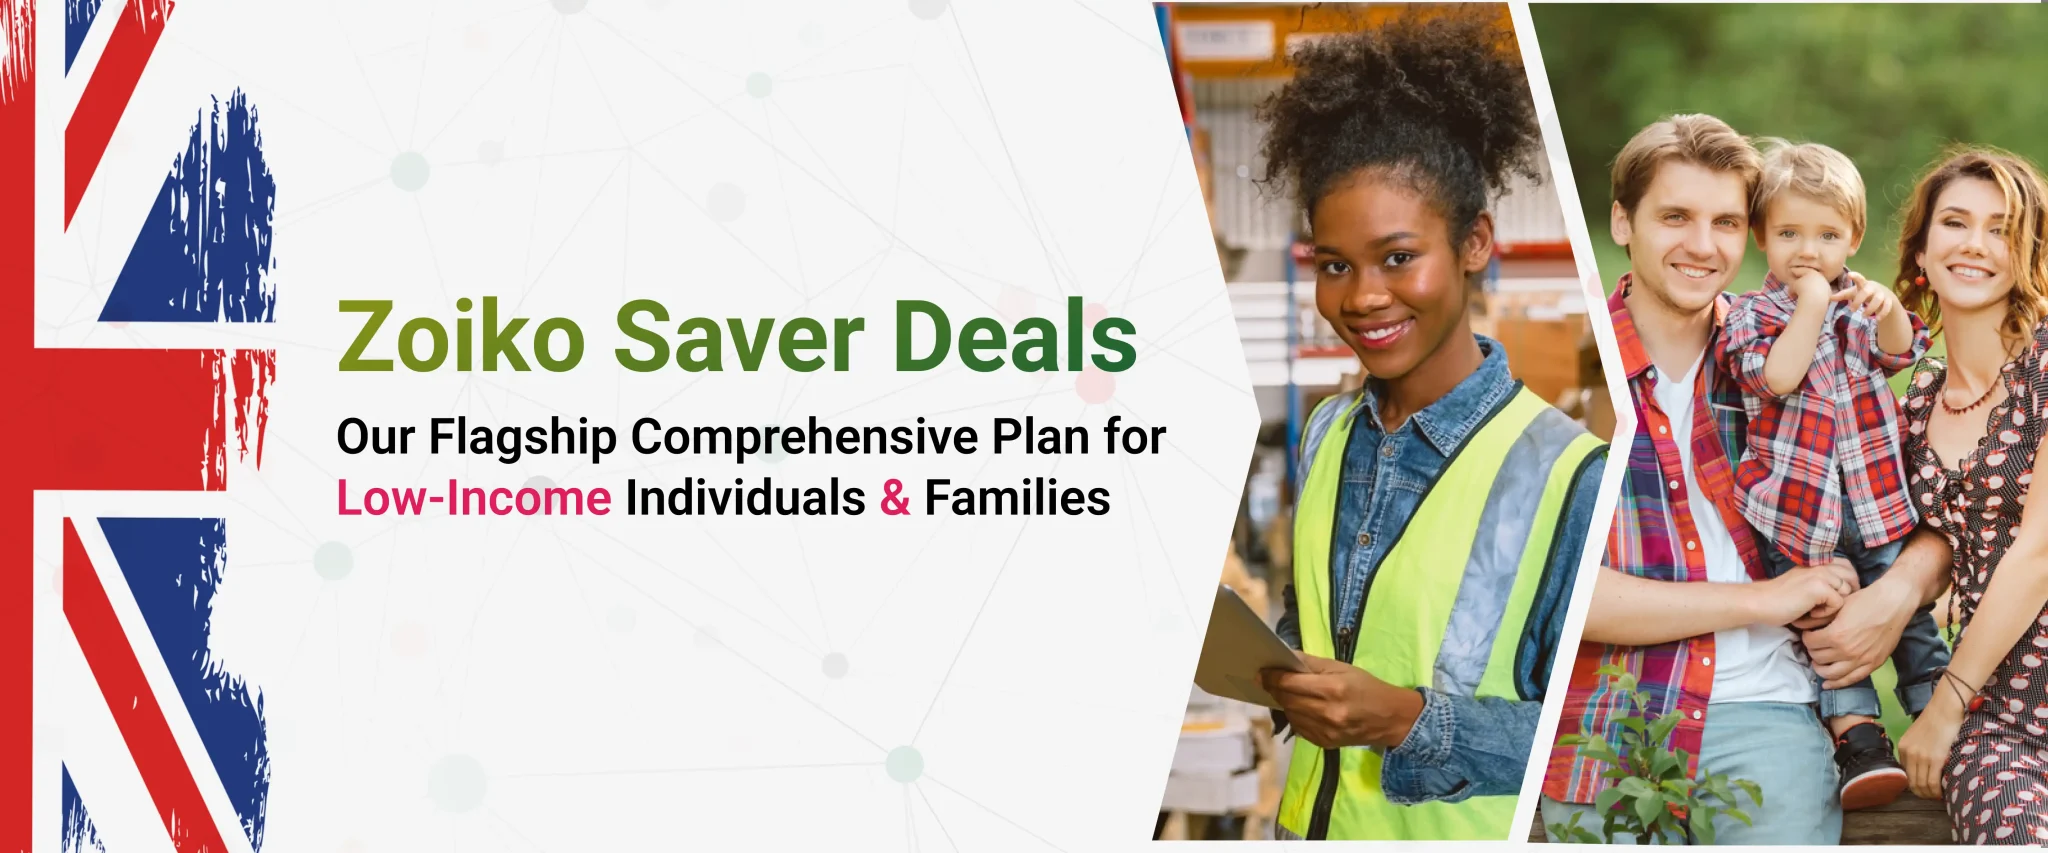 Zoiko Saver Deals
Our Flagship Comprehensive Plan for
Low-Income Individuals & Families